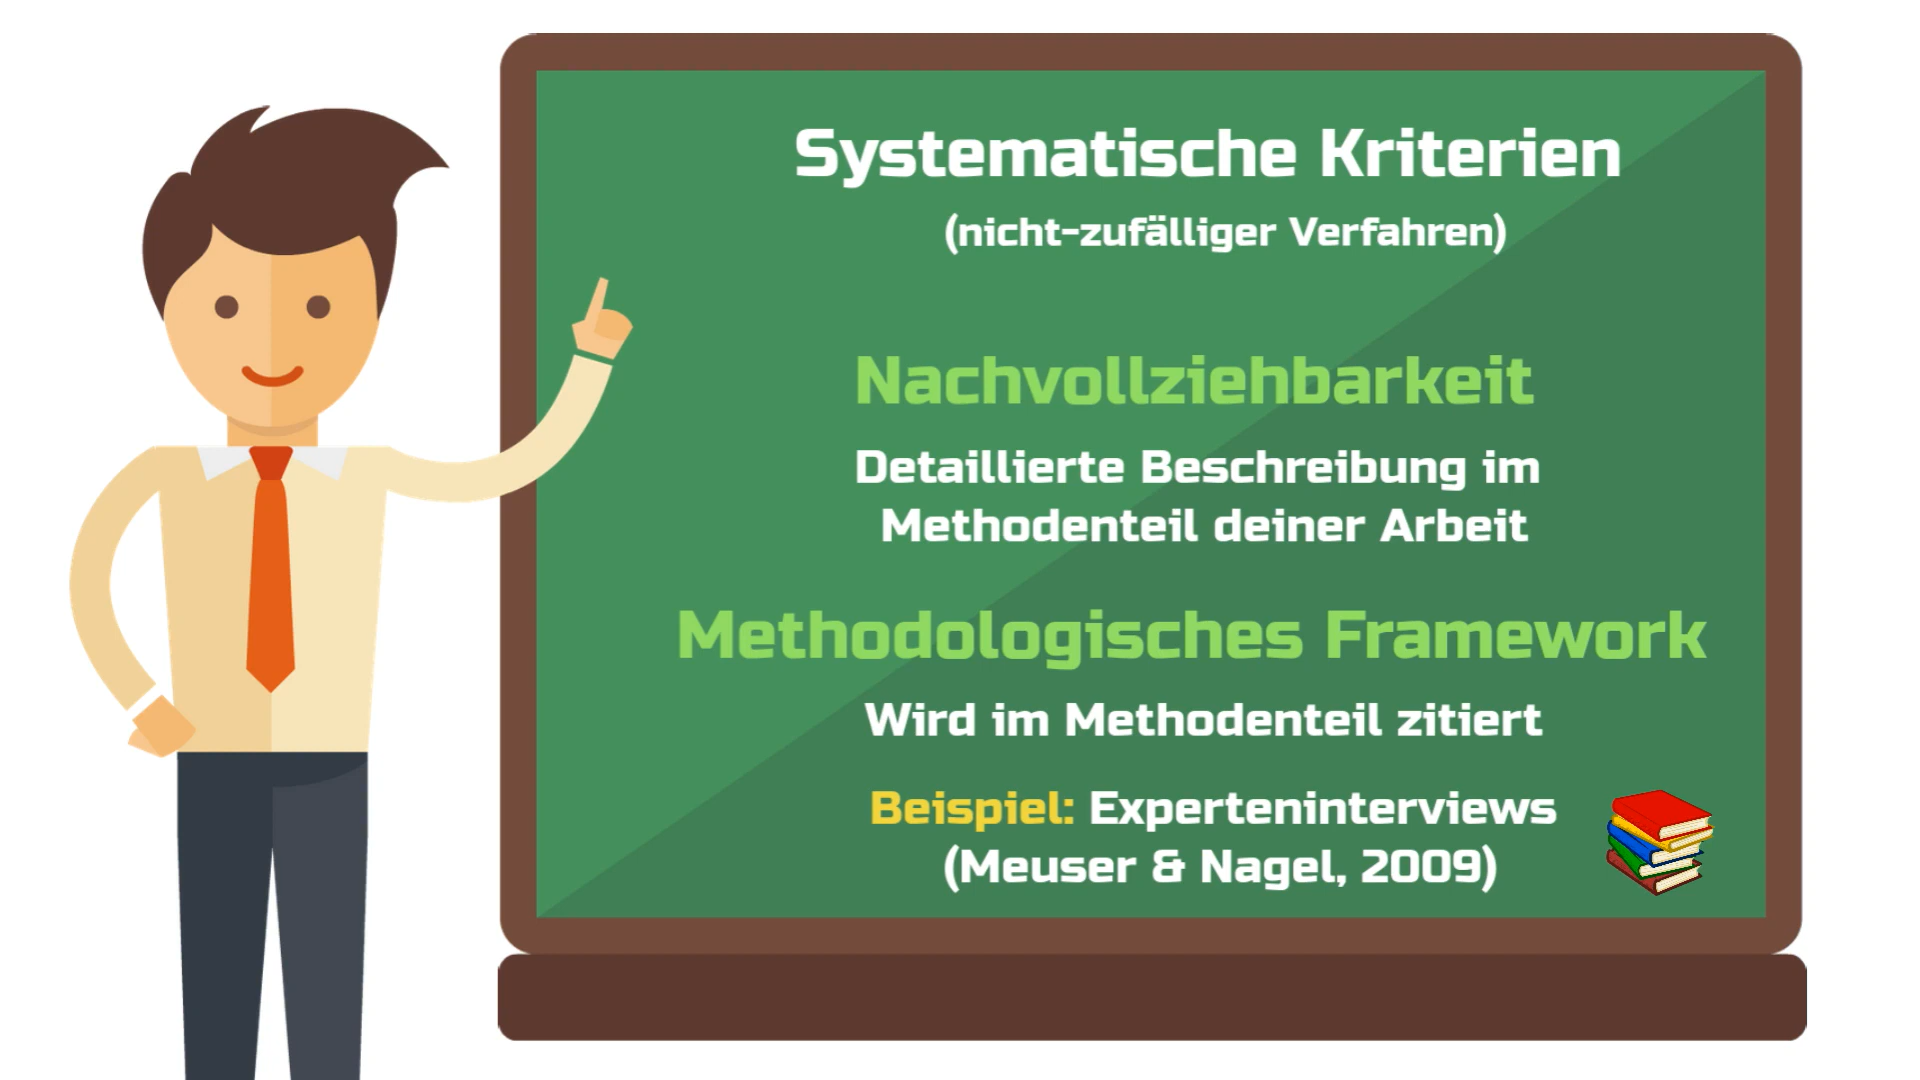 Systematische Kriterien
(nicht-zufälliger Verfahren)
Nachvollziehbarkeit
Detaillierte Beschreibung im
Methodenteil deiner Arbeit
Methodologisches Framework
Wird im Methodenteil zitiert
Beispiel: Experteninterviews
(Meuser & Nagel, 2009)